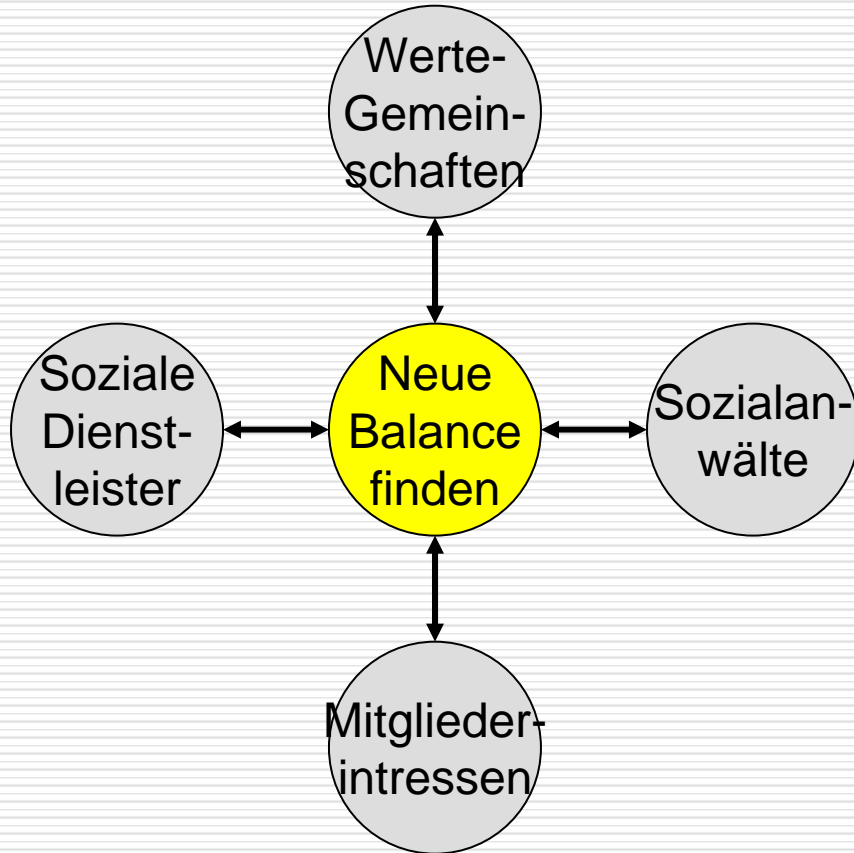 Werte-
Gemein-
schaften
Soziale
Dienst-
leister
Neue
Balance
finden
Sozialan-
wälte
Mitglieder-
intressen